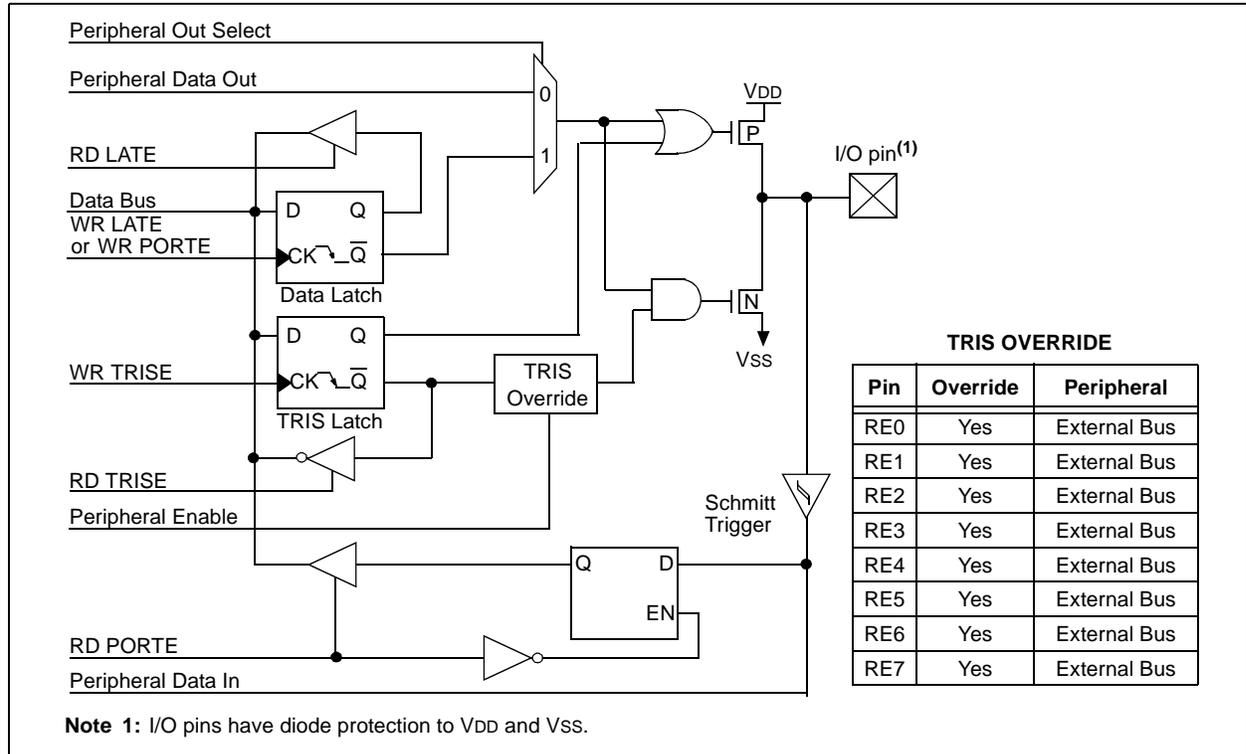 Peripheral Out Select
Peripheral Data Out
0
1
VDD
P
I/O pin(1)
RD LATE
Data Bus
WR LATE
or WR PORTE
D Q
CK Q
Data Latch
N
VSS
D Q
WR TRISE
CK Q
TRIS Latch
TRIS
Override
RD TRISE
Peripheral Enable
Schmitt
Trigger
Q D
EN
RD PORTE
Peripheral Data In
TRIS OVERRIDE
Pin Override Peripheral
RE0 Yes External Bus
RE1 Yes External Bus
RE2 Yes External Bus
RE3 Yes External Bus
RE4 Yes External Bus
RE5 Yes External Bus
RE6 Yes External Bus
RE7 Yes External Bus
Note 1: I/O pins have diode protection to VDD and VSS.